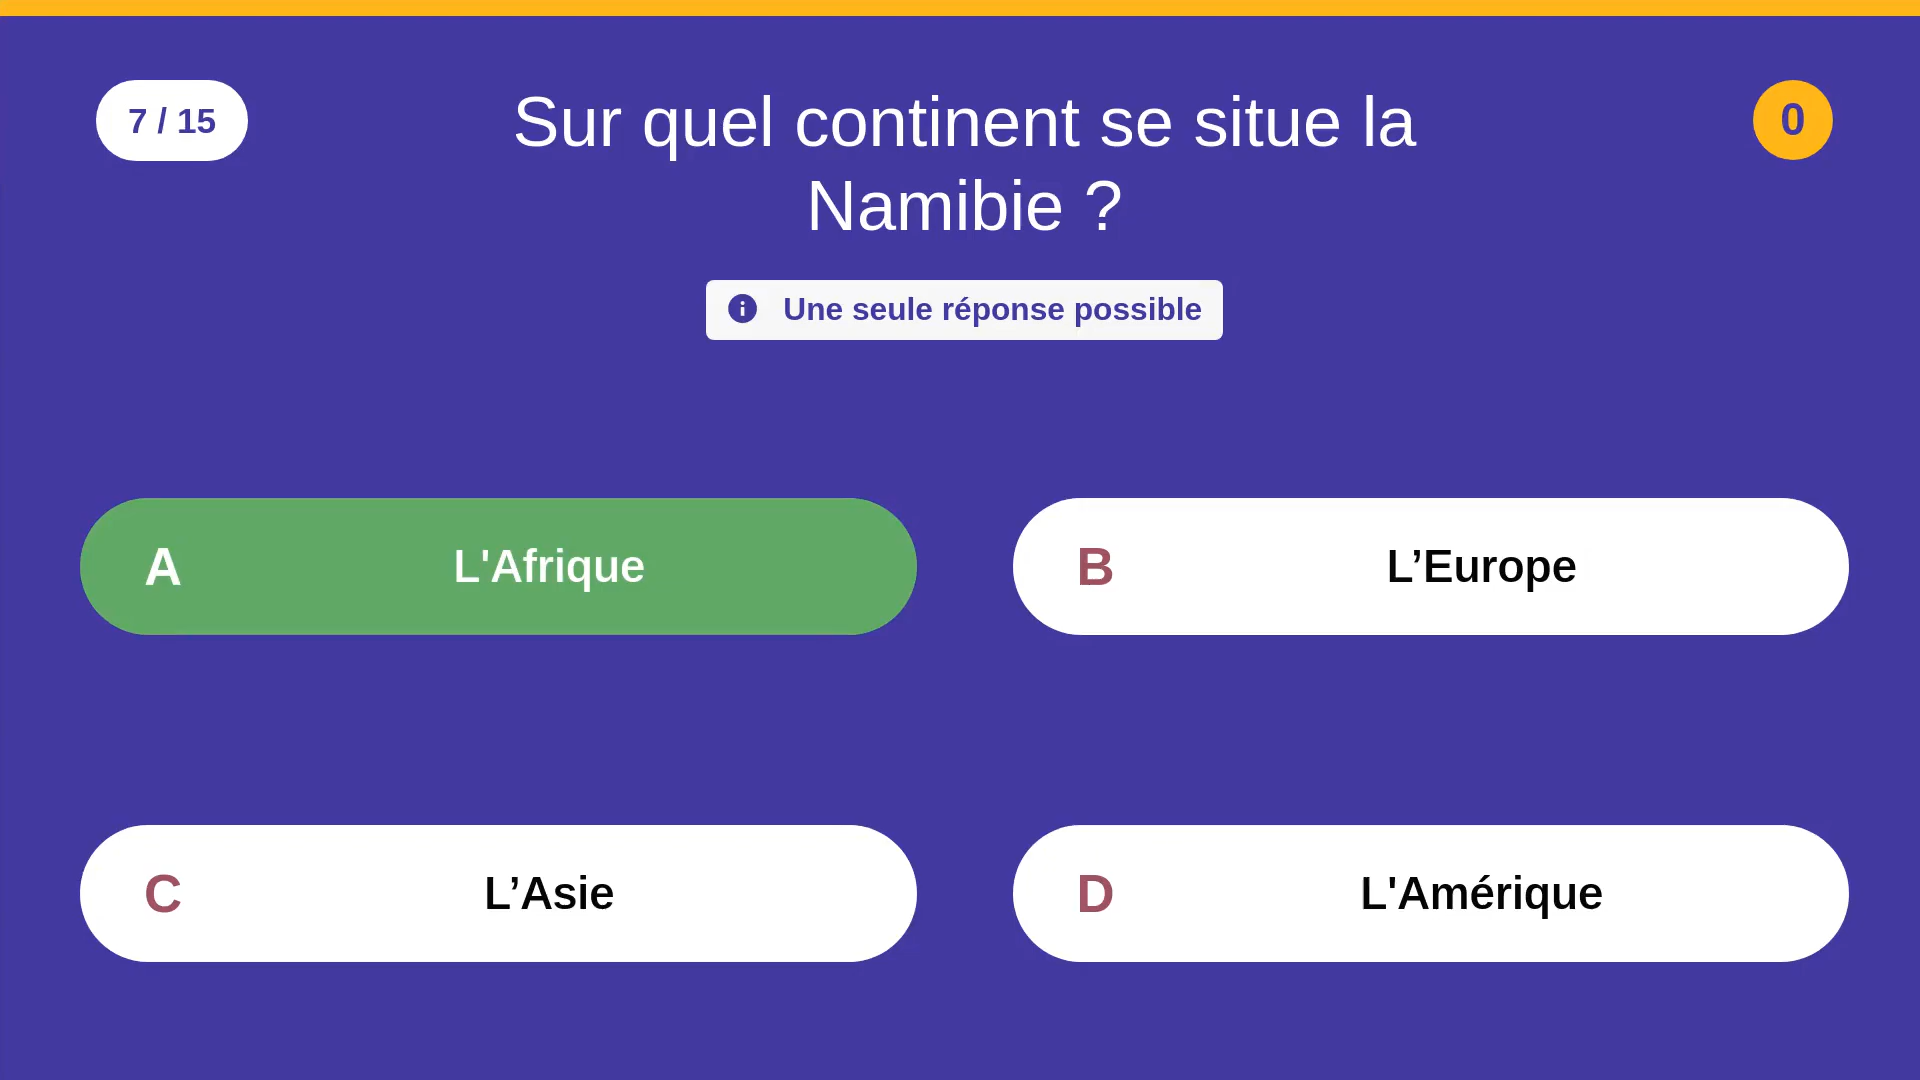 7 / 15
Sur quel continent se situe la
Namibie ?
0
Une seule réponse possible
A L'Afrique
B L’Europe
C L’Asie
D L'Amérique